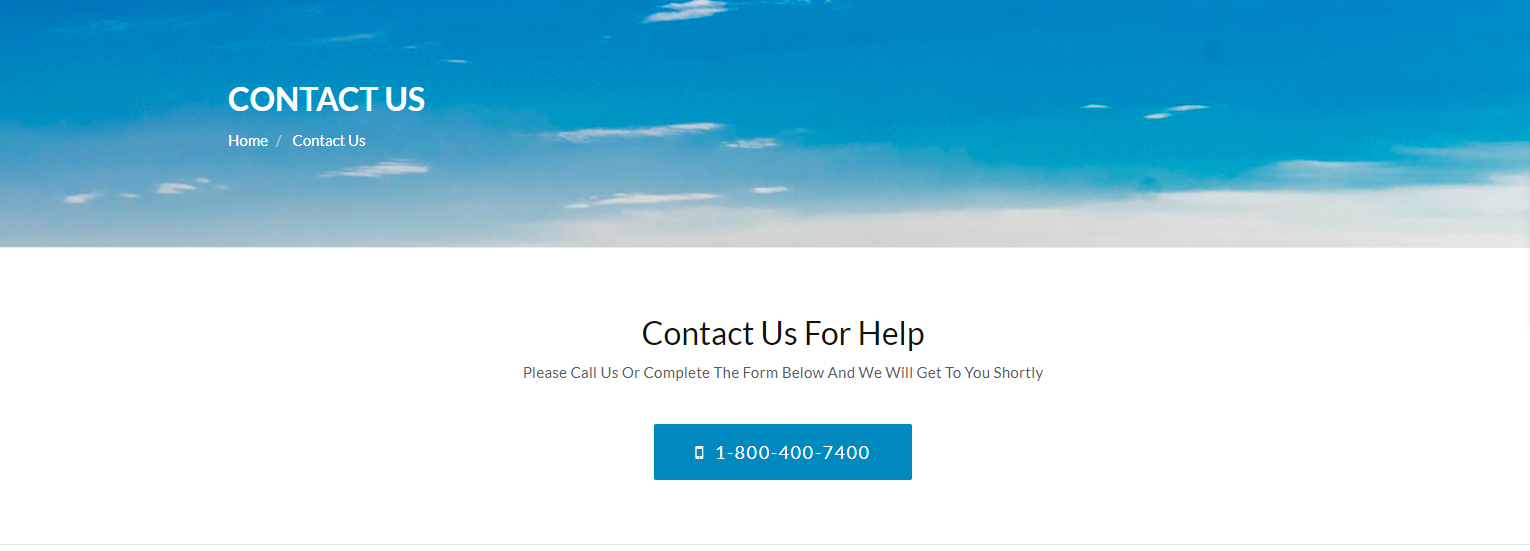 CONTACT US
Home / Contact Us
Contact Us For Help
Please Call Us Or Complete The Form Below And We Will Get To You Shortly
1-800-400-7400